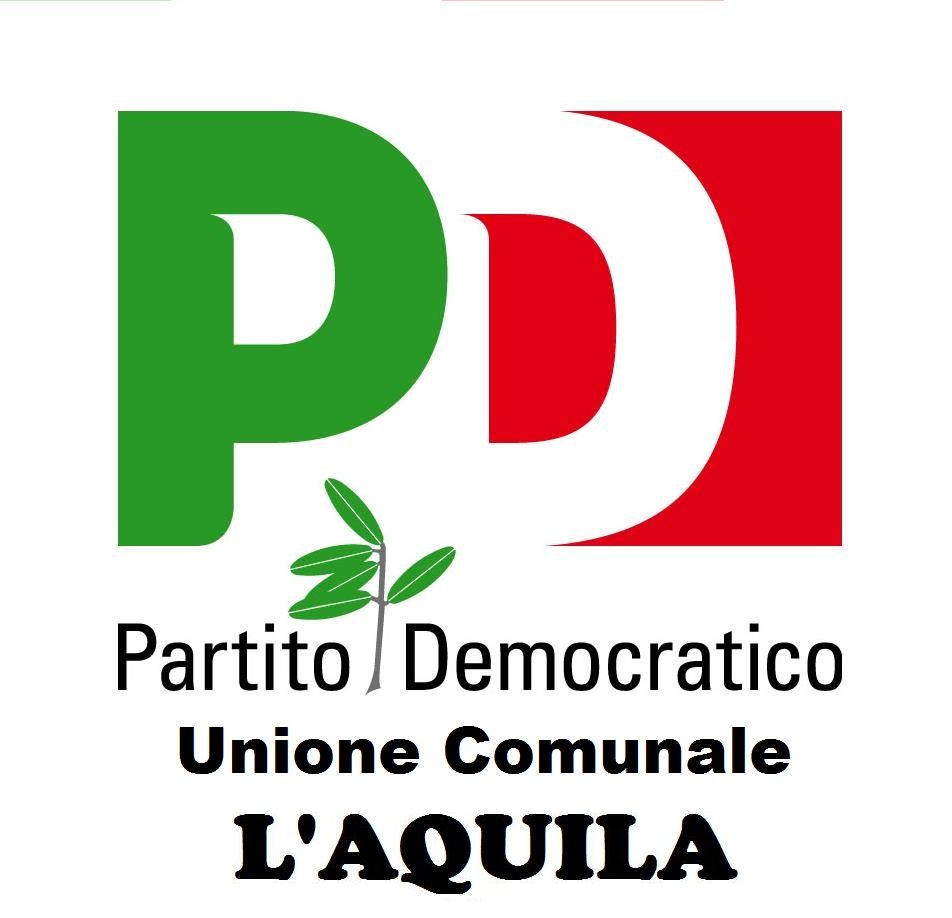 PD
Partito Democratico
Unione Comunale
L'AQUILA